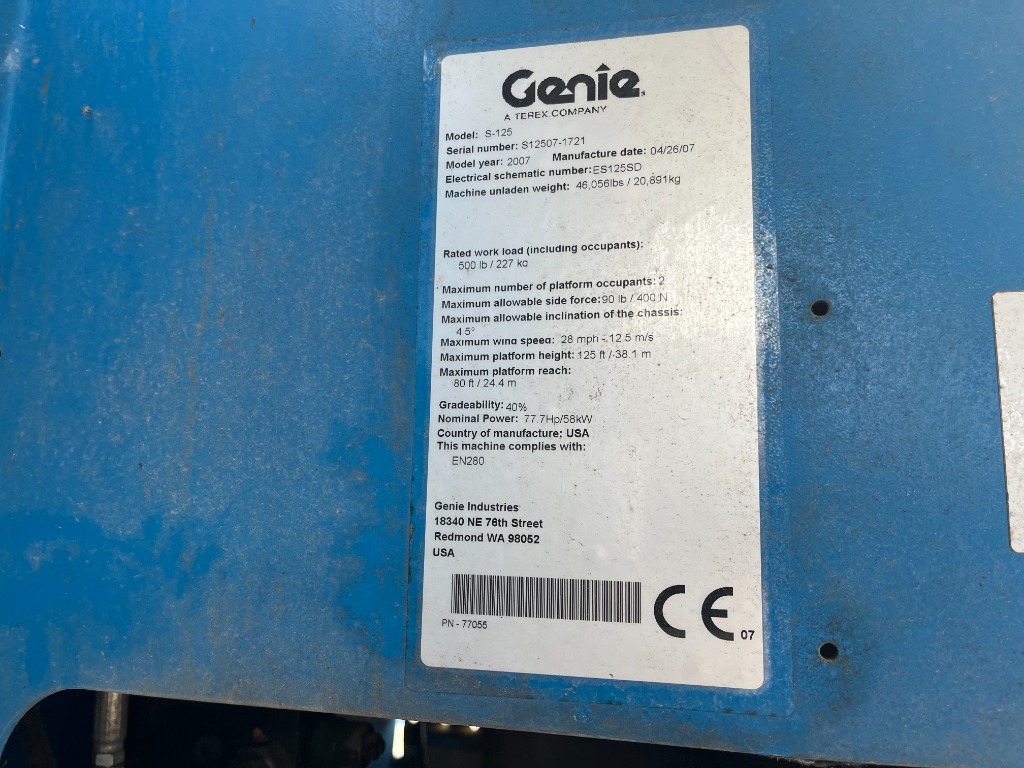 Genie
A TEREX COMPANY
Model: S-125
Serial number: S12507-1721
Model year: 2007 Manufacture date: 04/26/07
Electrical schematic number:ES125SD
Machine unladen weight: 46,056lbs / 20,891kg
Rated work load (including occupants):
500 lb / 227 kg
Maximum number of platform occupants: 2
Maximum allowable side force:90 lb / 400 N
Maximum allowable inclination of the chassis:
4.5°
Maximum wind speed: 28 mph - 12.5 m/s
Maximum platform height: 125 ft / 38.1 m
Maximum platform reach:
80 ft / 24.4 m
Gradeability: 40%
Nominal Power: 77.7Hp/58kW
Country of manufacture: USA
This machine complies with:
EN280
Genie Industries
18340 NE 76th Street
Redmond WA 98052
USA
PN - 77055
CE 07